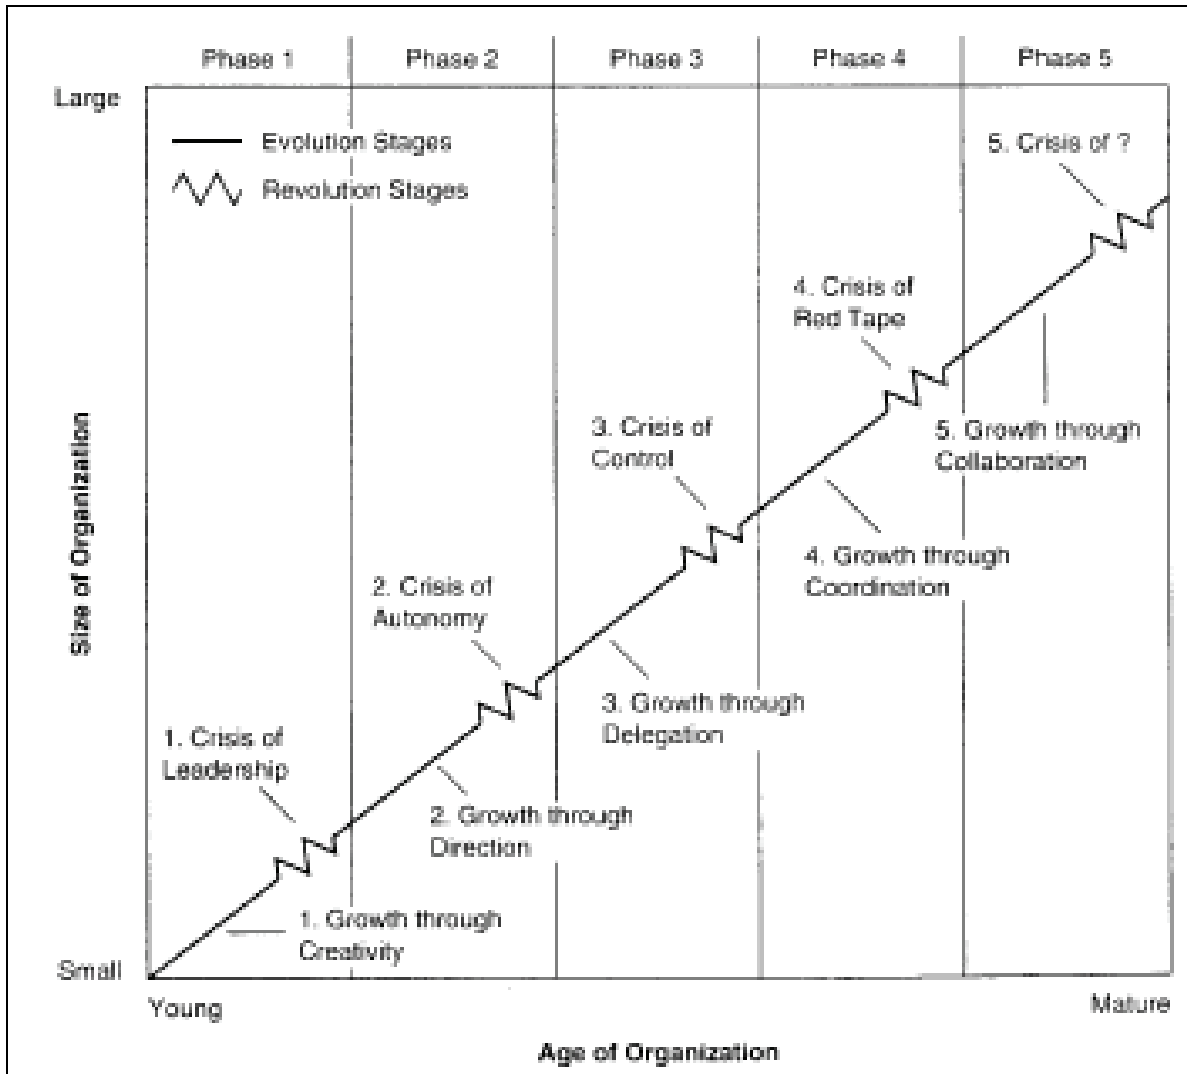 Phase 1
Phase 2
Phase 3
Phase 4
Phase 5
Large
Evolution Stages
Revolution Stages
5. Crisis of ?
4. Crisis of
Red Tape
3. Crisis of
Control
5. Growth through
Collaboration
2. Crisis of
Autonomy
4. Growth through
Coordination
1. Crisis of
Leadership
3. Growth through
Delegation
2. Growth through
Direction
1. Growth through
Creativity
Size of Organization
Small
Young
Mature
Age of Organization